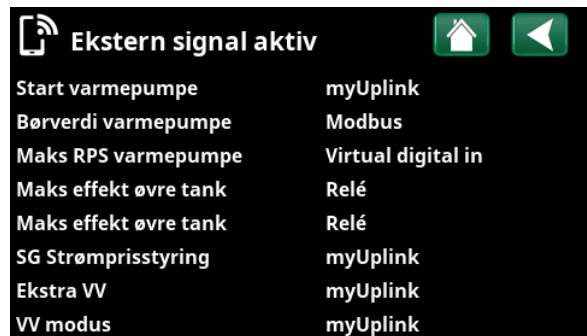 Ekstern signal aktiv
Start varmepumpe myUplink
Børverdi varmepumpe Modbus
Maks RPS varmepumpe Virtual digital in
Maks effekt øvre tank Relé
Maks effekt øvre tank Relé
SG Strømprisstyring myUplink
Ekstra VV myUplink
VV modus myUplink